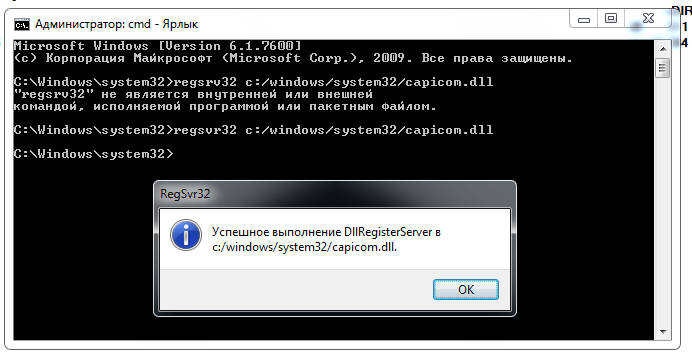 DIR
Администратор: cmd - Ярлык
1
4
Microsoft Windows [Version 6.1.7600]
(c) Корпорация Майкрософт (Microsoft Corp.), 2009. Все права защищены.
C:\Windows\system32>regsrv32 c:/windows/system32/capicom.dll
"regsrv32" не является внутренней или внешней
командой, исполняемой программой или пакетным файлом.
C:\Windows\system32>regsvr32 c:/windows/system32/capicom.dll
C:\Windows\system32>
RegSvr32
Успешное выполнение DllRegisterServer в
c:/windows/system32/capicom.dll.
OK